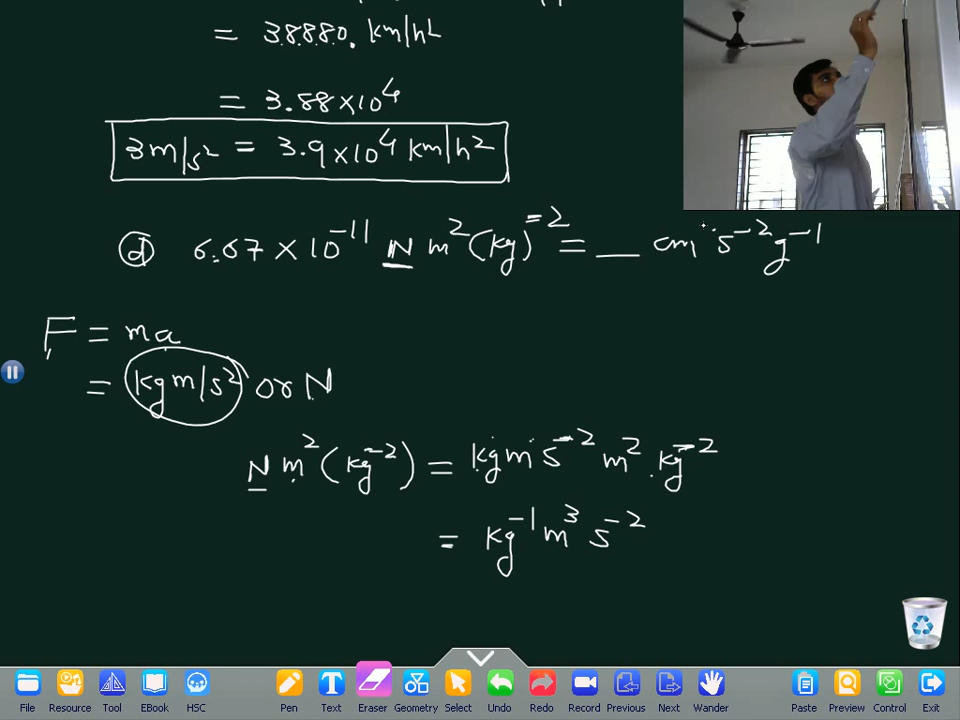 = 38880. km/h²
= 3.88×10⁴
3m/s² = 3.9×10⁴ km/h²
(d) 6.67 × 10⁻¹¹ N m² (kg)⁻² = __ cm s⁻² g⁻¹
F = ma
= kg m/s² or N
N m² (kg⁻²) = kg m s⁻² m² kg⁻²
= kg⁻¹ m³ s⁻²
File Resource Tool EBook HSC Pen Text Eraser Geometry Select Undo Redo Record Previous Next Wander Paste Preview Control Exit